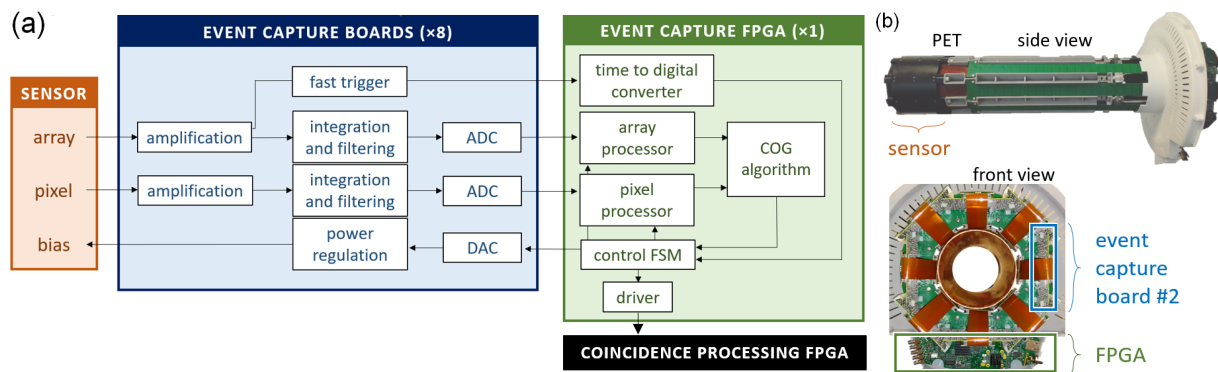 (a)
EVENT CAPTURE BOARDS (×8)
EVENT CAPTURE FPGA (×1)
SENSOR
array
pixel
bias
fast trigger
amplification
integration
and filtering
ADC
amplification
integration
and filtering
ADC
power
regulation
DAC
time to digital
converter
array
processor
pixel
processor
COG
algorithm
control FSM
driver
COINCIDENCE PROCESSING FPGA
(b)
PET
side view
sensor
front view
event
capture
board #2
FPGA